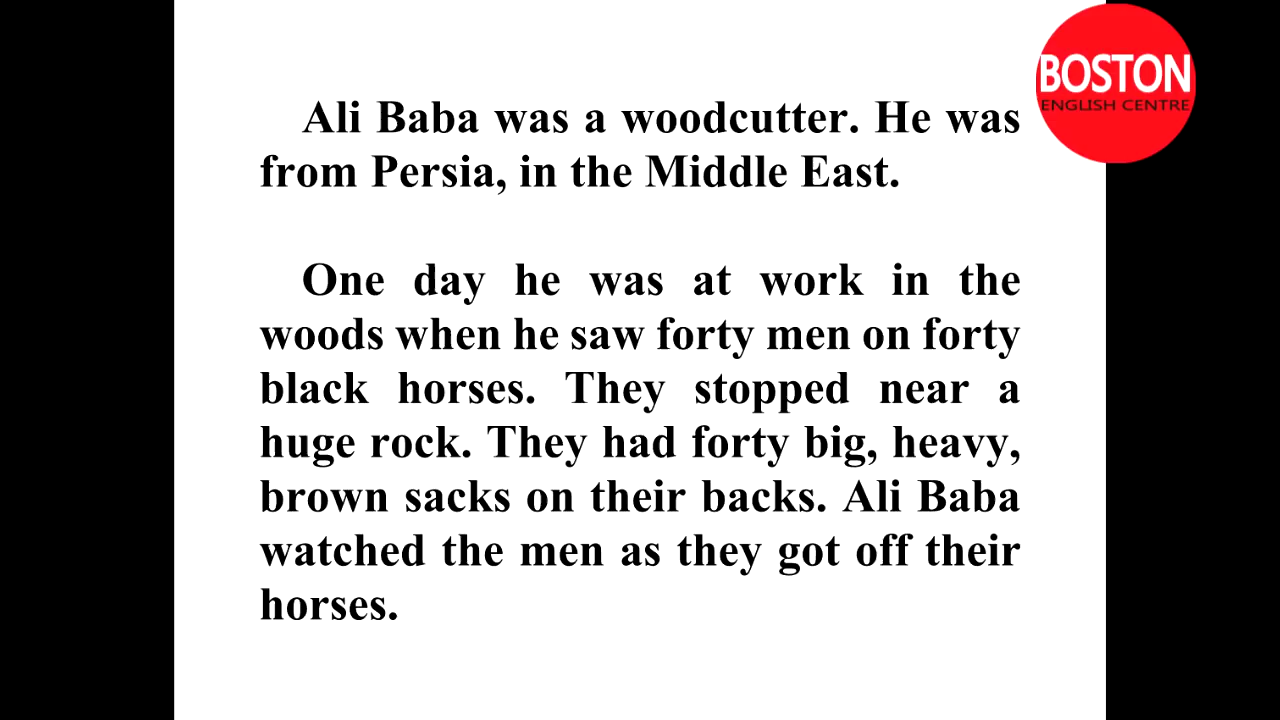 BOSTON
ENGLISH CENTRE
Ali Baba was a woodcutter. He was
from Persia, in the Middle East.
One day he was at work in the
woods when he saw forty men on forty
black horses. They stopped near a
huge rock. They had forty big, heavy,
brown sacks on their backs. Ali Baba
watched the men as they got off their
horses.